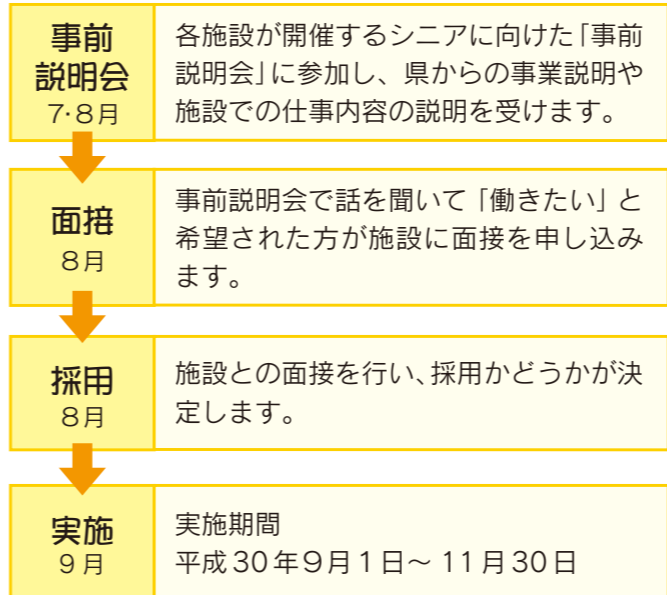 事前
説明会
7・8月
各施設が開催するシニアに向けた「事前
説明会」に参加し、県からの事業説明や
施設での仕事内容の説明を受けます。
面接
8月
事前説明会で話を聞いて「働きたい」と
希望された方が施設に面接を申し込み
ます。
採用
8月
施設との面接を行い、採用かどうかが決
定します。
実施
9月
実施期間
平成30年9月1日～11月30日